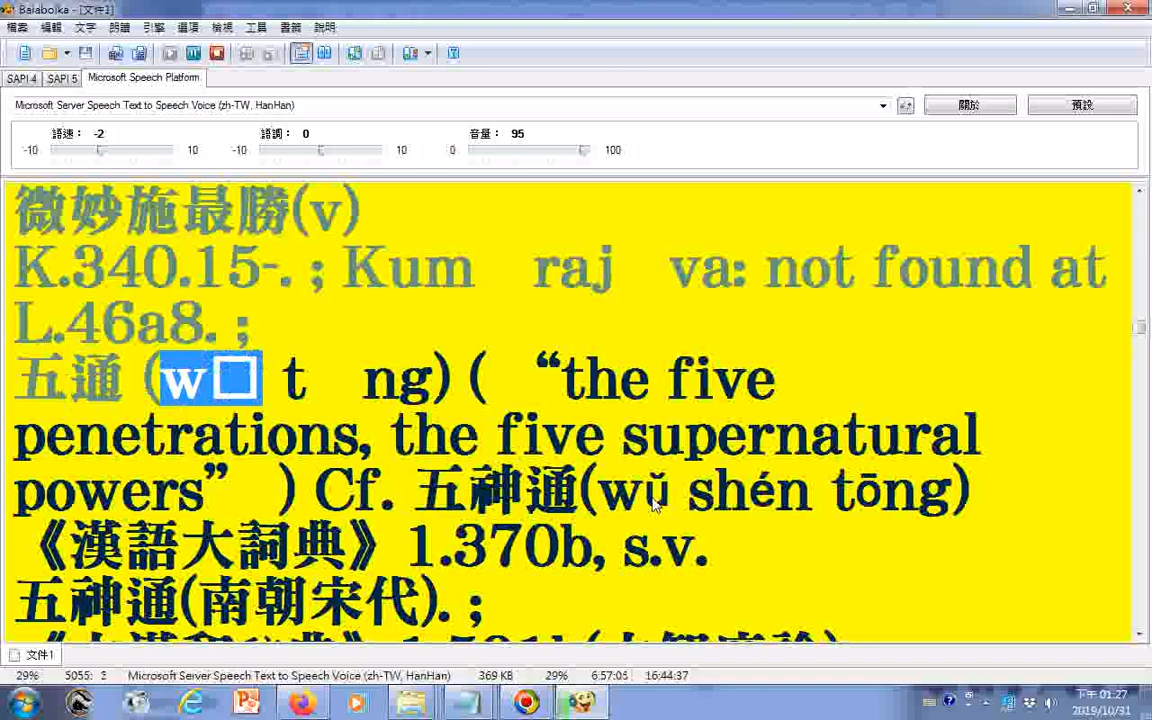 Balabolka - [文件1]
檔案 編輯 文字 朗讀 引擎 選項 檢視 工具 書籤 說明
SAPI 4 SAPI 5 Microsoft Speech Platform
Microsoft Server Speech Text to Speech Voice (zh-TW, HanHan) 關於 預設
語速： -2 語調： 0 音量： 95
-10 10 -10 10 0 100
微妙施最勝(v)
K.340.15-. ; Kum raj va: not found at
L.46a8. ;
五通 (w□ t ng) ( “the five
penetrations, the five supernatural
powers” ) Cf. 五神通(wǔ shén tōng)
《漢語大詞典》 1.370b, s.v.
五神通(南朝宋代). ;
文件1
29% Microsoft Server Speech Text to Speech Voice (zh-TW, HanHan) 369 KB 29% 6:57:05 16:44:37
下午 01:27
2019/10/31